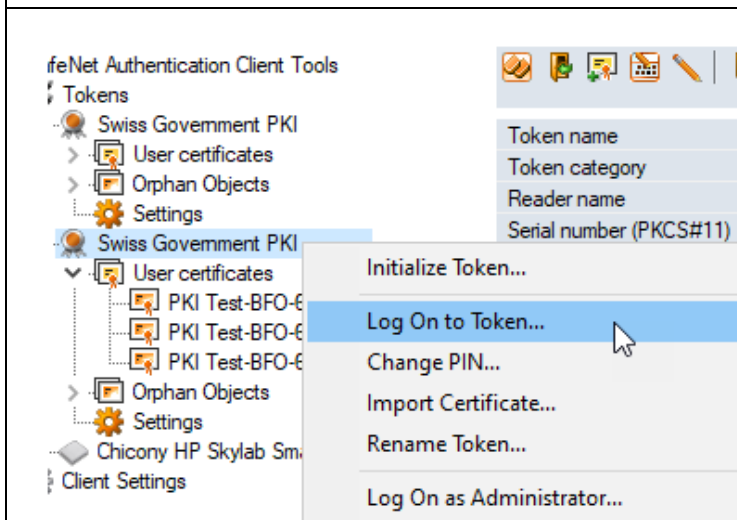 feNet Authentication Client Tools
Tokens
Swiss Government PKI
User certificates
Orphan Objects
Settings
Swiss Government PKI
User certificates
PKI Test-BFO-6
PKI Test-BFO-6
PKI Test-BFO-6
Orphan Objects
Settings
Chicony HP Skylab Sma
Client Settings
Token name
Token category
Reader name
Serial number (PKCS#11)
Initialize Token...
Log On to Token...
Change PIN...
Import Certificate...
Rename Token...
Log On as Administrator...